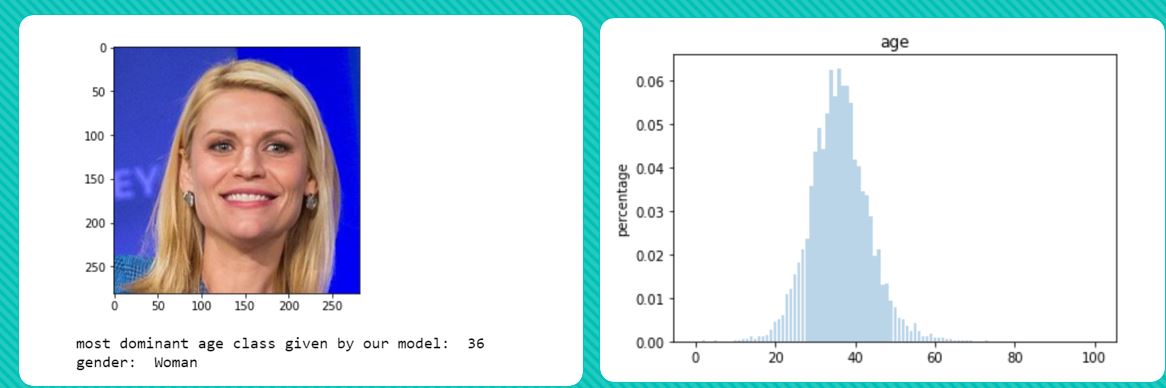 0
50
100
150
200
250
0 50 100 150 200 250
EY
most dominant age class given by our model: 36
gender: Woman
age
percentage
0.06
0.05
0.04
0.03
0.02
0.01
0.00
0 20 40 60 80 100